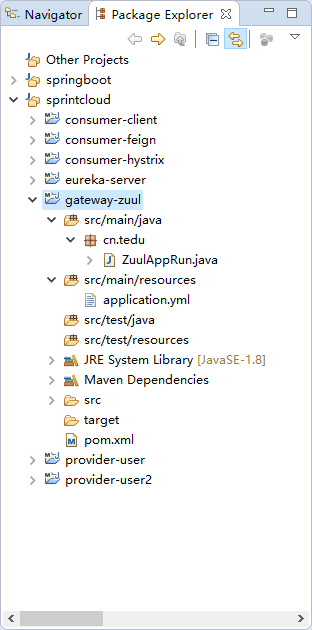 Navigator Package Explorer
Other Projects
springboot
sprintcloud
consumer-client
consumer-feign
consumer-hystrix
eureka-server
gateway-zuul
src/main/java
cn.tedu
ZuulAppRun.java
src/main/resources
application.yml
src/test/java
src/test/resources
JRE System Library [JavaSE-1.8]
Maven Dependencies
src
target
pom.xml
provider-user
provider-user2